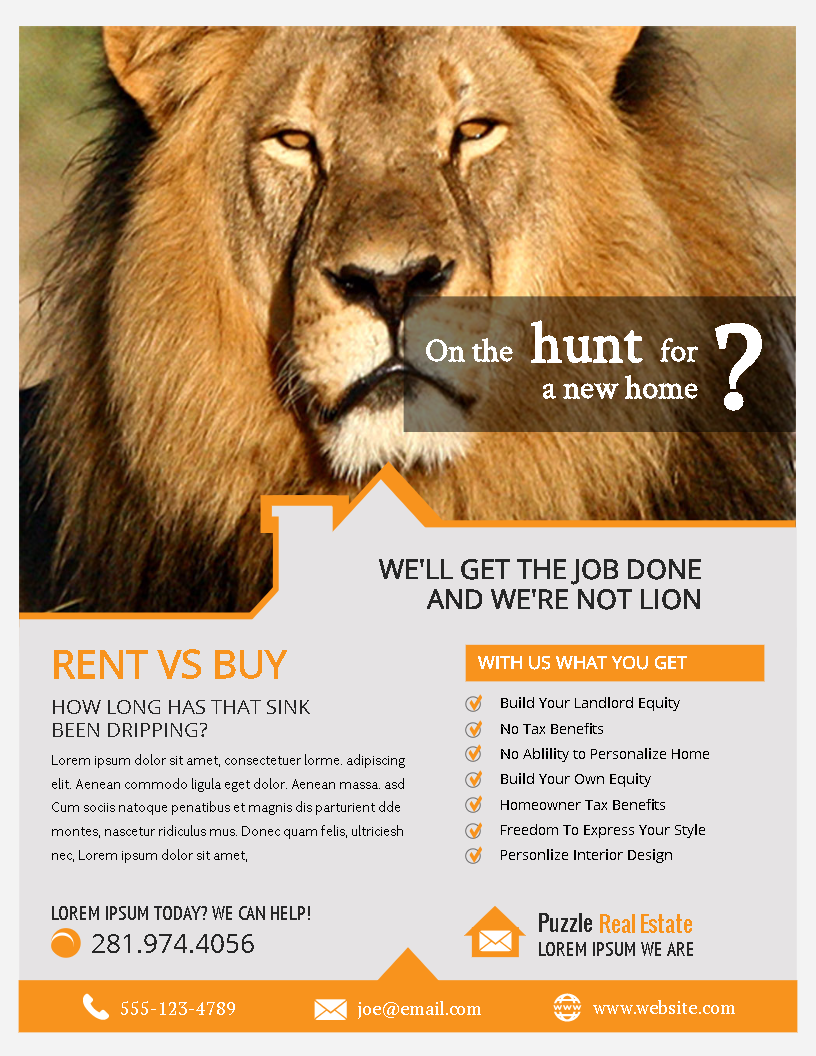 On the hunt for
a new home ?
WE'LL GET THE JOB DONE
AND WE'RE NOT LION
RENT VS BUY
HOW LONG HAS THAT SINK
BEEN DRIPPING?
Lorem ipsum dolor sit amet, consectetuer lorme. adipiscing
elit. Aenean commodo ligula eget dolor. Aenean massa. asd
Cum sociis natoque penatibus et magnis dis parturient dde
montes, nascetur ridiculus mus. Donec quam felis, ultriciesh
nec, Lorem ipsum dolor sit amet,
LOREM IPSUM TODAY? WE CAN HELP!
281.974.4056
WITH US WHAT YOU GET
Build Your Landlord Equity
No Tax Benefits
No Ablility to Personalize Home
Build Your Own Equity
Homeowner Tax Benefits
Freedom To Express Your Style
Personlize Interior Design
Puzzle Real Estate
LOREM IPSUM WE ARE
555-123-4789
joe@email.com
www.website.com